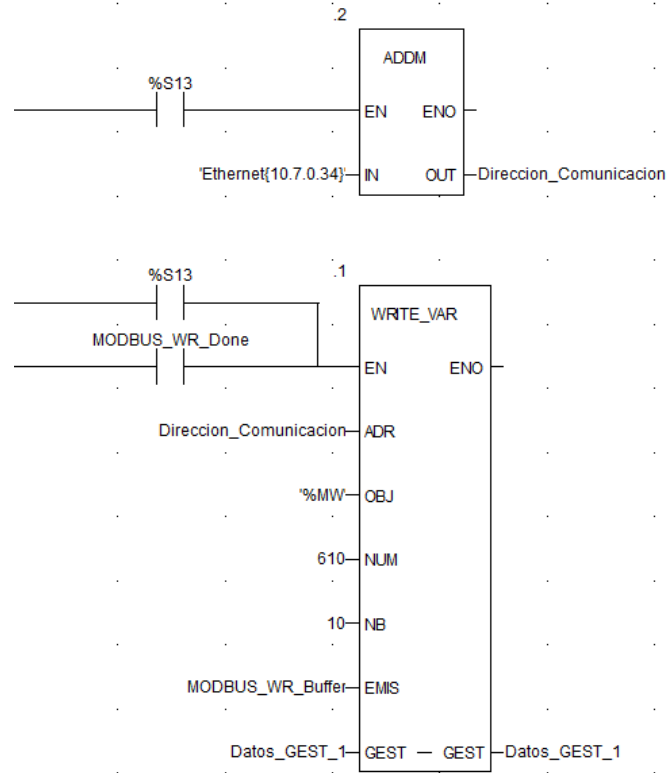 .2
ADDM
%S13
EN ENO
'Ethernet{10.7.0.34}' IN OUT Direccion_Comunicacion
%S13
.1
WRITE_VAR
MODBUS_WR_Done
EN ENO
Direccion_Comunicacion ADR
'%MW' OBJ
610 NUM
10 NB
MODBUS_WR_Buffer EMIS
Datos_GEST_1 GEST — GEST Datos_GEST_1